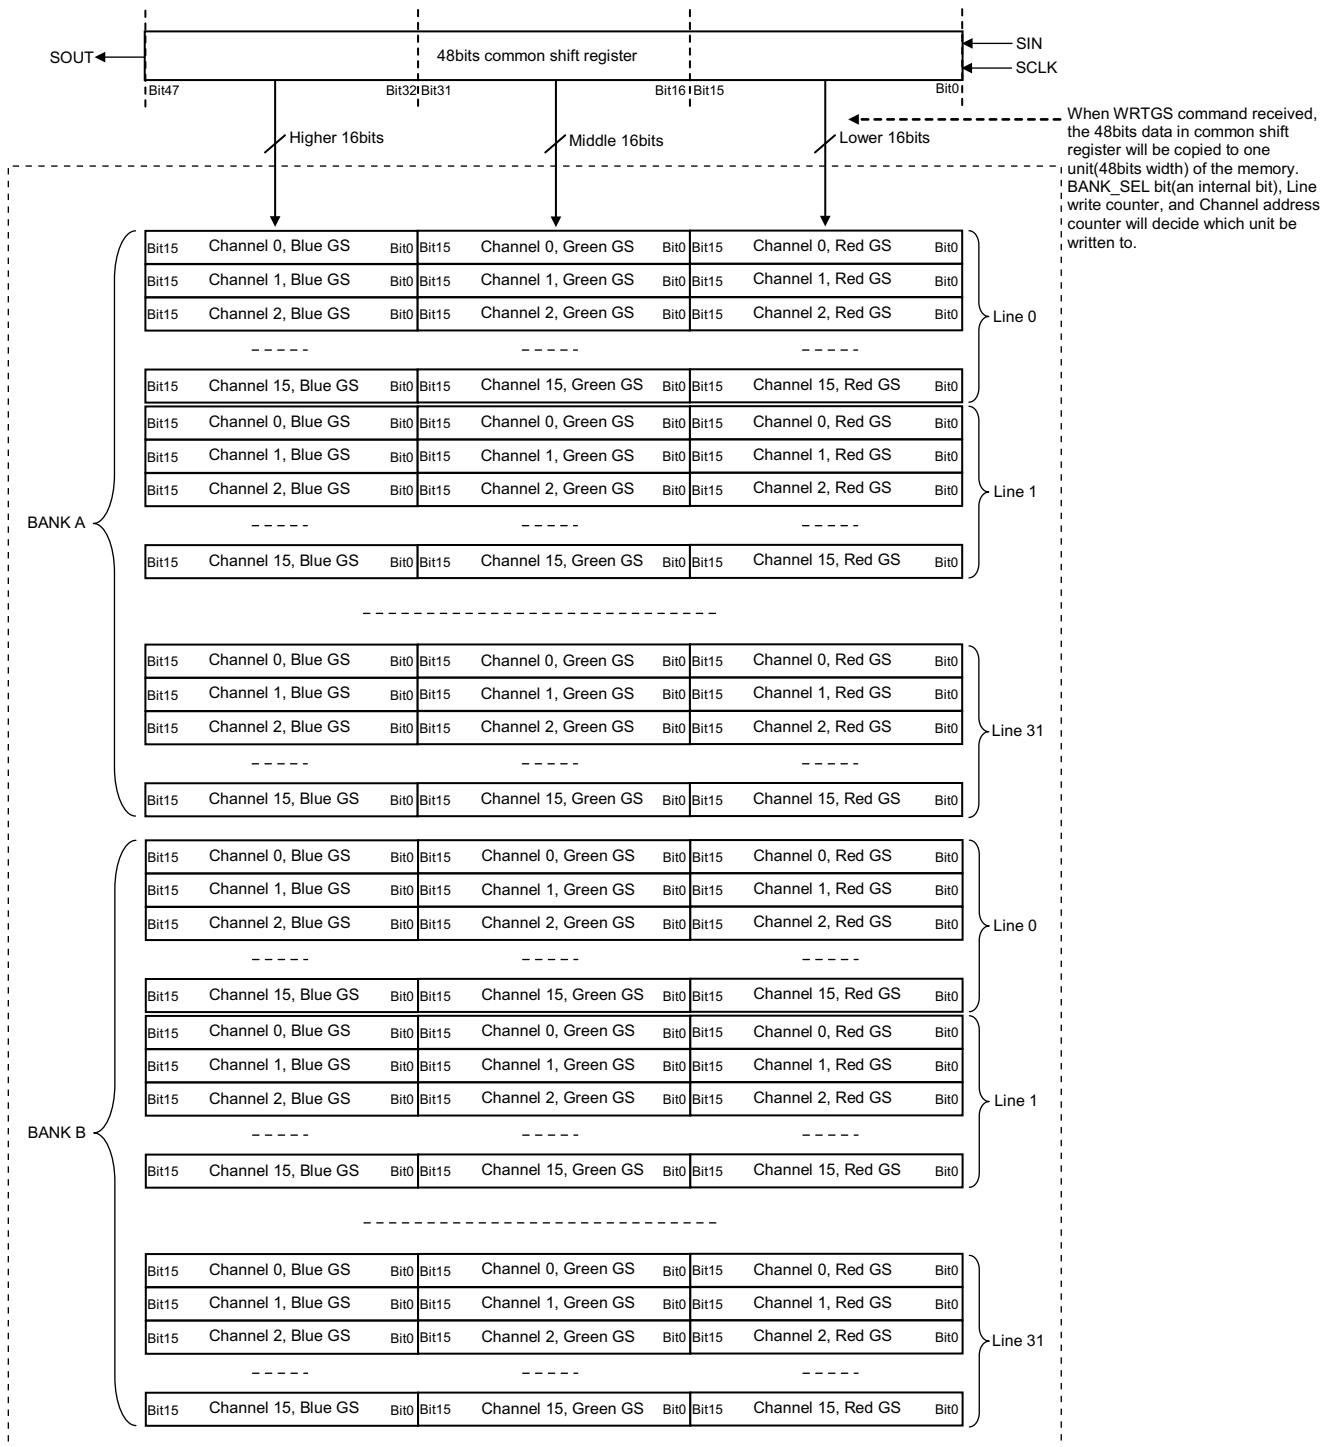 SOUT 48bits common shift register SIN
SCLK
Bit47 Bit32 Bit31 Bit16 Bit15 Bit0
Higher 16bits Middle 16bits Lower 16bits
When WRTGS command received,
the 48bits data in common shift
register will be copied to one
unit(48bits width) of the memory.
BANK_SEL bit(an internal bit), Line
write counter, and Channel address
counter will decide which unit be
written to.
BANK A
Bit15 Channel 0, Blue GS Bit0 Bit15 Channel 0, Green GS Bit0 Bit15 Channel 0, Red GS Bit0
Bit15 Channel 1, Blue GS Bit0 Bit15 Channel 1, Green GS Bit0 Bit15 Channel 1, Red GS Bit0
Bit15 Channel 2, Blue GS Bit0 Bit15 Channel 2, Green GS Bit0 Bit15 Channel 2, Red GS Bit0
Line 0
Bit15 Channel 15, Blue GS Bit0 Bit15 Channel 15, Green GS Bit0 Bit15 Channel 15, Red GS Bit0
Bit15 Channel 0, Blue GS Bit0 Bit15 Channel 0, Green GS Bit0 Bit15 Channel 0, Red GS Bit0
Bit15 Channel 1, Blue GS Bit0 Bit15 Channel 1, Green GS Bit0 Bit15 Channel 1, Red GS Bit0
Bit15 Channel 2, Blue GS Bit0 Bit15 Channel 2, Green GS Bit0 Bit15 Channel 2, Red GS Bit0
Line 1
Bit15 Channel 15, Blue GS Bit0 Bit15 Channel 15, Green GS Bit0 Bit15 Channel 15, Red GS Bit0
Bit15 Channel 0, Blue GS Bit0 Bit15 Channel 0, Green GS Bit0 Bit15 Channel 0, Red GS Bit0
Bit15 Channel 1, Blue GS Bit0 Bit15 Channel 1, Green GS Bit0 Bit15 Channel 1, Red GS Bit0
Bit15 Channel 2, Blue GS Bit0 Bit15 Channel 2, Green GS Bit0 Bit15 Channel 2, Red GS Bit0
Line 31
Bit15 Channel 15, Blue GS Bit0 Bit15 Channel 15, Green GS Bit0 Bit15 Channel 15, Red GS Bit0
BANK B
Bit15 Channel 0, Blue GS Bit0 Bit15 Channel 0, Green GS Bit0 Bit15 Channel 0, Red GS Bit0
Bit15 Channel 1, Blue GS Bit0 Bit15 Channel 1, Green GS Bit0 Bit15 Channel 1, Red GS Bit0
Bit15 Channel 2, Blue GS Bit0 Bit15 Channel 2, Green GS Bit0 Bit15 Channel 2, Red GS Bit0
Line 0
Bit15 Channel 15, Blue GS Bit0 Bit15 Channel 15, Green GS Bit0 Bit15 Channel 15, Red GS Bit0
Bit15 Channel 0, Blue GS Bit0 Bit15 Channel 0, Green GS Bit0 Bit15 Channel 0, Red GS Bit0
Bit15 Channel 1, Blue GS Bit0 Bit15 Channel 1, Green GS Bit0 Bit15 Channel 1, Red GS Bit0
Bit15 Channel 2, Blue GS Bit0 Bit15 Channel 2, Green GS Bit0 Bit15 Channel 2, Red GS Bit0
Line 1
Bit15 Channel 15, Blue GS Bit0 Bit15 Channel 15, Green GS Bit0 Bit15 Channel 15, Red GS Bit0
Bit15 Channel 0, Blue GS Bit0 Bit15 Channel 0, Green GS Bit0 Bit15 Channel 0, Red GS Bit0
Bit15 Channel 1, Blue GS Bit0 Bit15 Channel 1, Green GS Bit0 Bit15 Channel 1, Red GS Bit0
Bit15 Channel 2, Blue GS Bit0 Bit15 Channel 2, Green GS Bit0 Bit15 Channel 2, Red GS Bit0
Line 31
Bit15 Channel 15, Blue GS Bit0 Bit15 Channel 15, Green GS Bit0 Bit15 Channel 15, Red GS Bit0